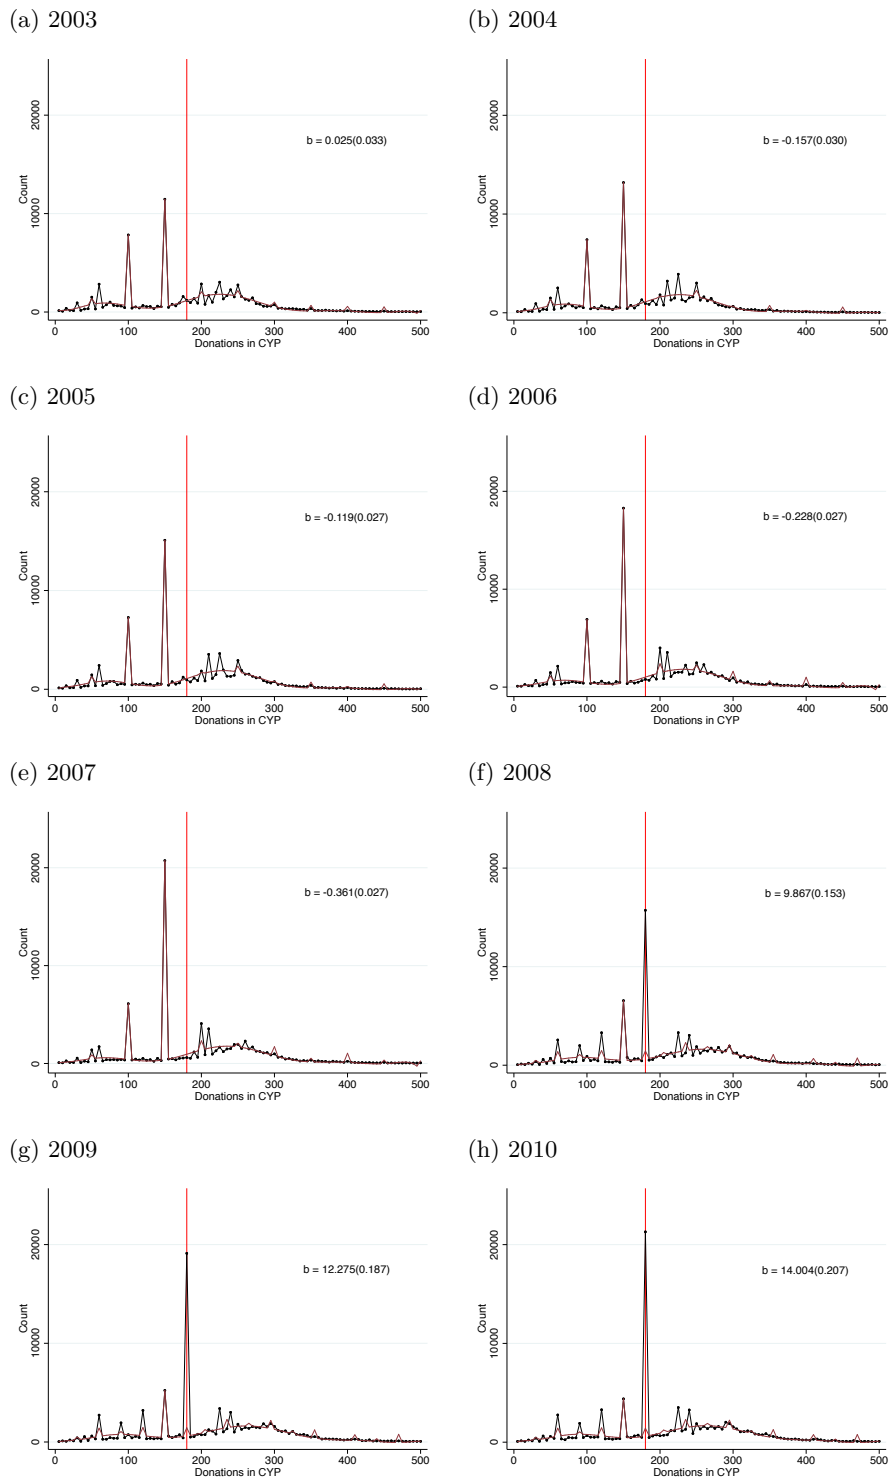 (a) 2003
20000
10000
0
Count
b = 0.025(0.033)
0 100 200 300 400 500
Donations in CYP
(b) 2004
20000
10000
0
Count
b = -0.157(0.030)
0 100 200 300 400 500
Donations in CYP
(c) 2005
20000
10000
0
Count
b = -0.119(0.027)
0 100 200 300 400 500
Donations in CYP
(d) 2006
20000
10000
0
Count
b = -0.228(0.027)
0 100 200 300 400 500
Donations in CYP
(e) 2007
20000
10000
0
Count
b = -0.361(0.027)
0 100 200 300 400 500
Donations in CYP
(f) 2008
20000
10000
0
Count
b = 9.867(0.153)
0 100 200 300 400 500
Donations in CYP
(g) 2009
20000
10000
0
Count
b = 12.275(0.187)
0 100 200 300 400 500
Donations in CYP
(h) 2010
20000
10000
0
Count
b = 14.004(0.207)
0 100 200 300 400 500
Donations in CYP